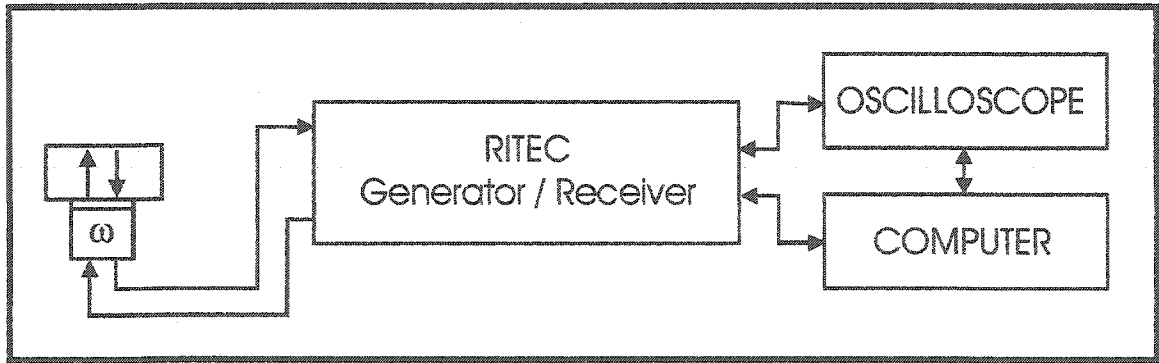 ω
RITEC
Generator / Receiver
OSCILLOSCOPE
COMPUTER